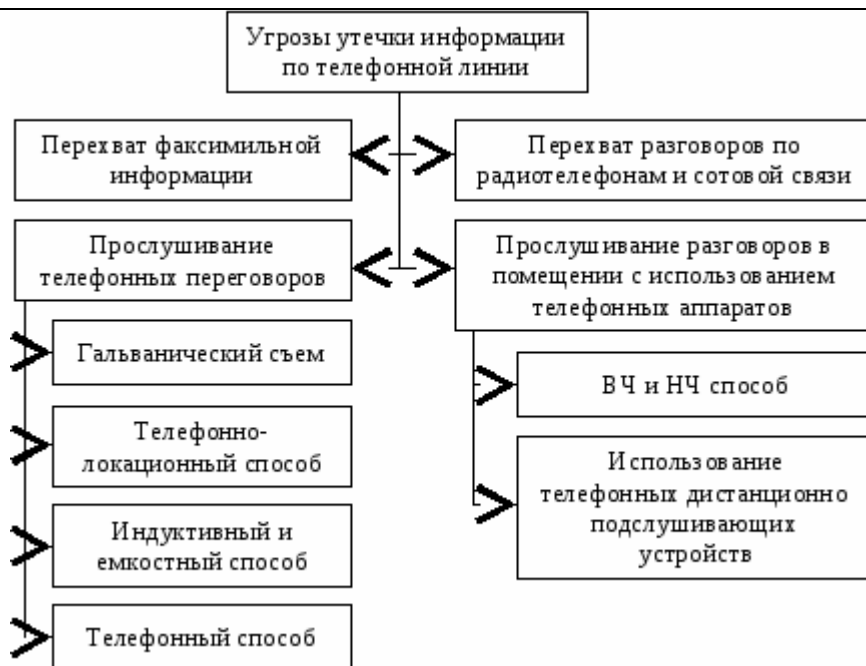 Угрозы утечки информации
по телефонной линии
Перехват факсимильной
информации
Перехват разговоров по
радиотелефонам и сотовой связи
Прослушивание
телефонных переговоров
Прослушивание разговоров в
помещении с использованием
телефонных аппаратов
Гальванический съем
Телефонно-
локационный способ
Индуктивный и
емкостный способ
Телефонный способ
ВЧ и НЧ способ
Использование
телефонных дистанционно
подслушивающих
устройств